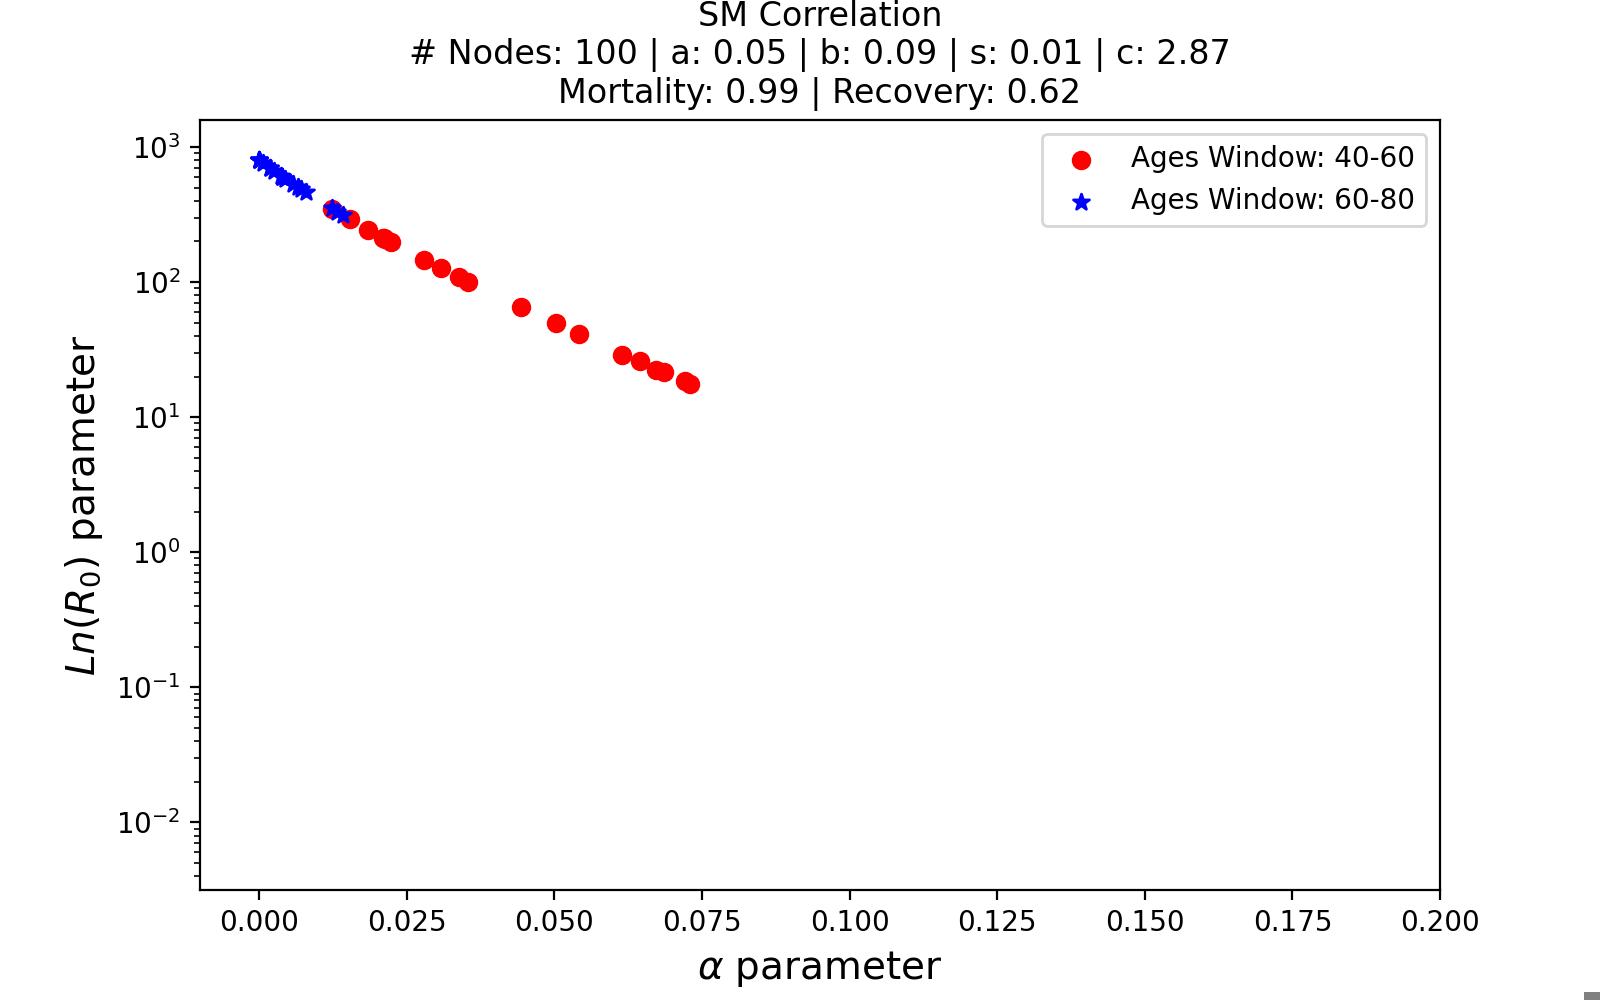 SM Correlation
# Nodes: 100 | a: 0.05 | b: 0.09 | s: 0.01 | c: 2.87
Mortality: 0.99 | Recovery: 0.62
Ages Window: 40-60
Ages Window: 60-80
Ln(R₀) parameter
10³
10²
10¹
10⁰
10⁻¹
10⁻²
0.000 0.025 0.050 0.075 0.100 0.125 0.150 0.175 0.200
α parameter